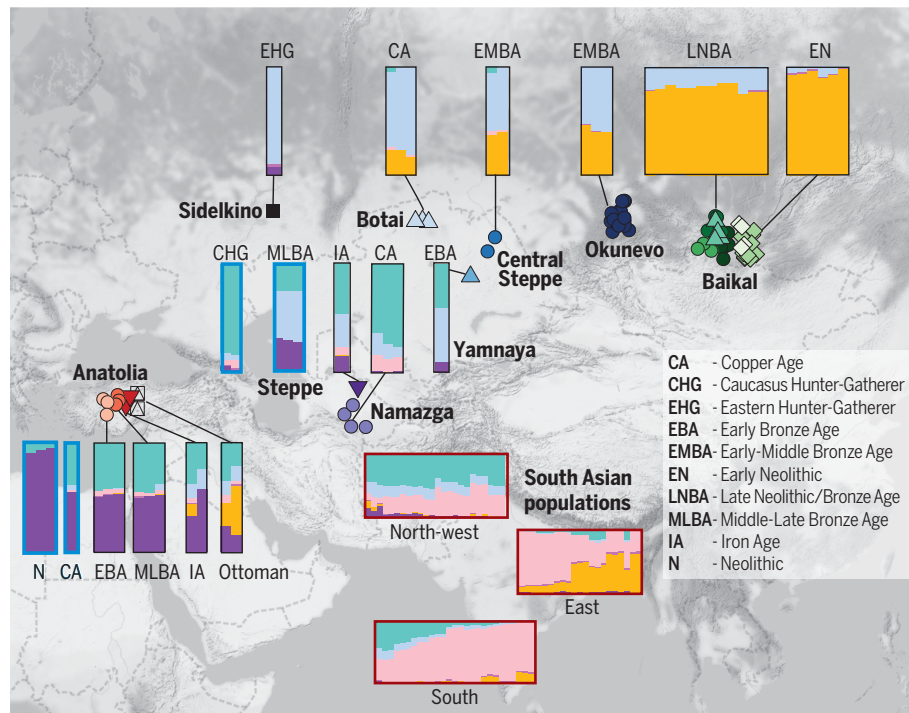 EHG
CA
EMBA
EMBA
LNBA
EN
Sidelkino
Botai
Central
Steppe
Okunevo
Baikal
CHG
MLBA
IA
CA
EBA
Yamnaya
Steppe
Namazga
Anatolia
N
CA
EBA
MLBA
IA
Ottoman
South Asian
populations
North-west
East
South
CA - Copper Age
CHG - Caucasus Hunter-Gatherer
EHG - Eastern Hunter-Gatherer
EBA - Early Bronze Age
EMBA - Early-Middle Bronze Age
EN - Early Neolithic
LNBA - Late Neolithic/Bronze Age
MLBA - Middle-Late Bronze Age
IA - Iron Age
N - Neolithic